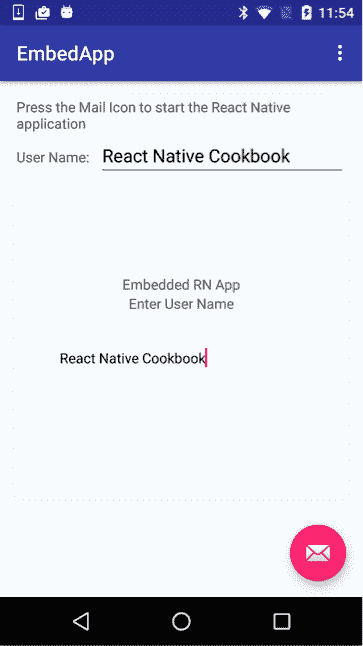 11:54
EmbedApp
Press the Mail Icon to start the React Native
application
User Name: React Native Cookbook
Embedded RN App
Enter User Name
React Native Cookbook